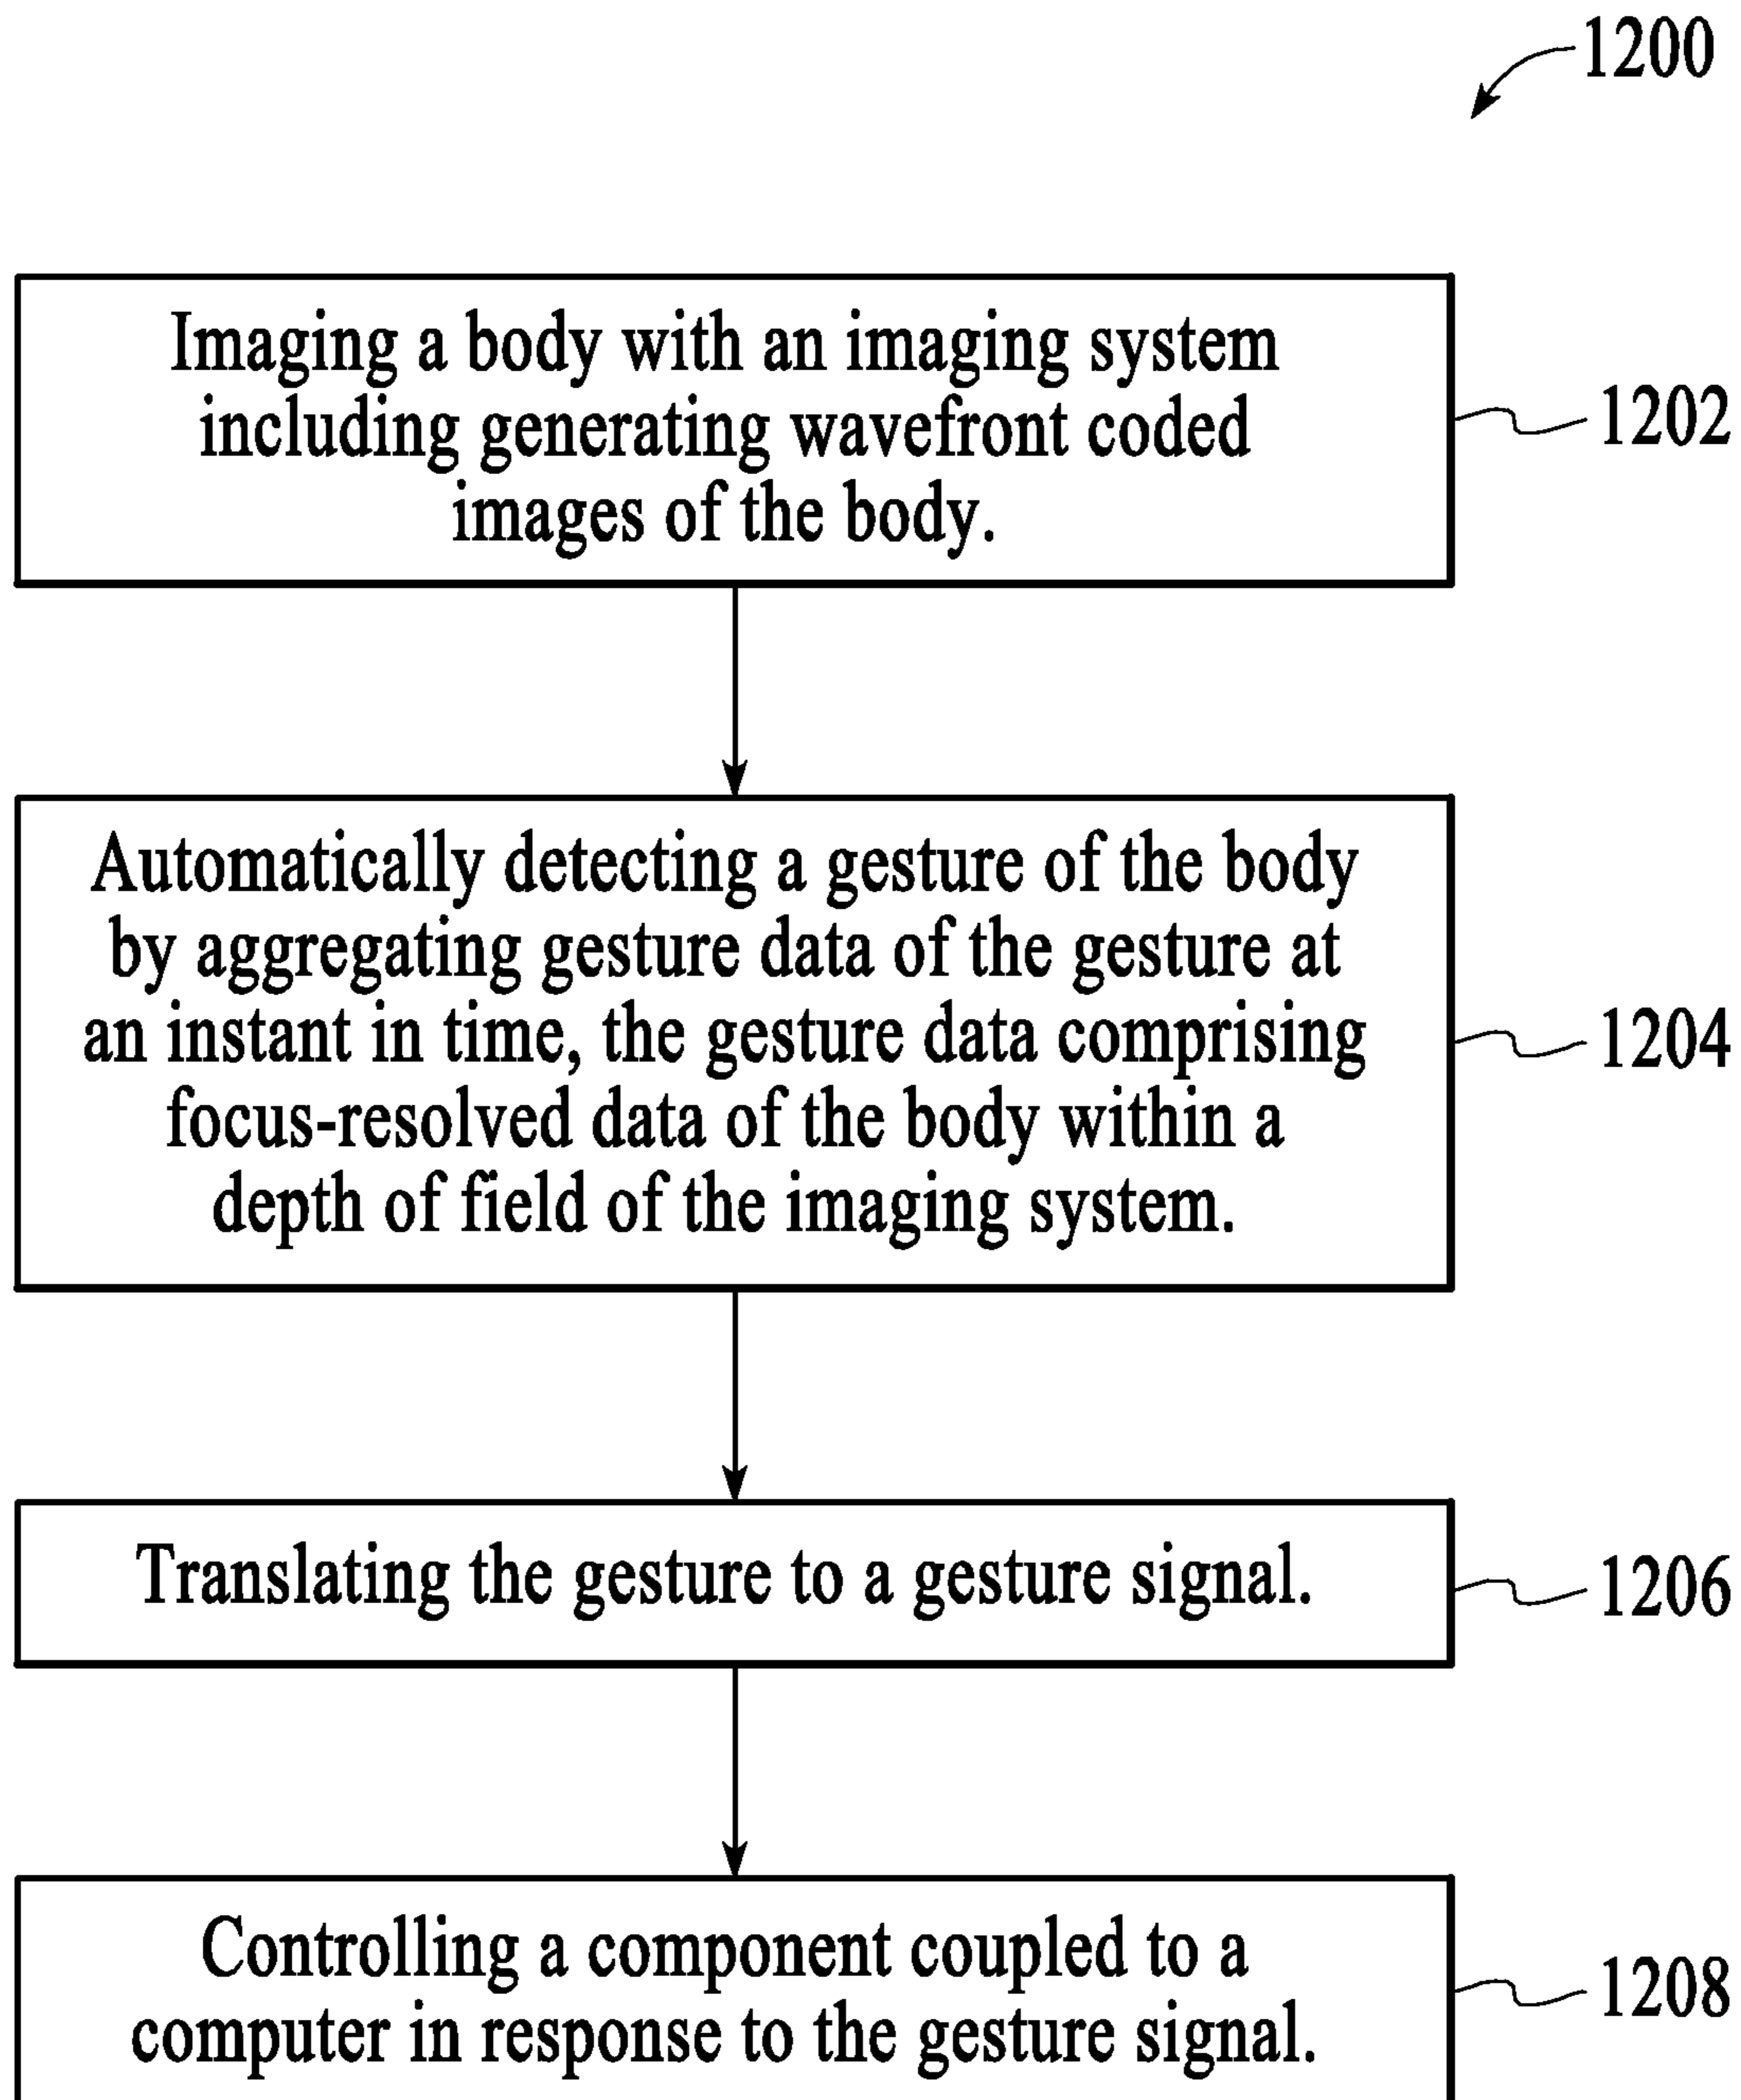 1200
Imaging a body with an imaging system
including generating wavefront coded
images of the body.
1202
Automatically detecting a gesture of the body
by aggregating gesture data of the gesture at
an instant in time, the gesture data comprising
focus-resolved data of the body within a
depth of field of the imaging system.
1204
Translating the gesture to a gesture signal.
1206
Controlling a component coupled to a
computer in response to the gesture signal.
1208